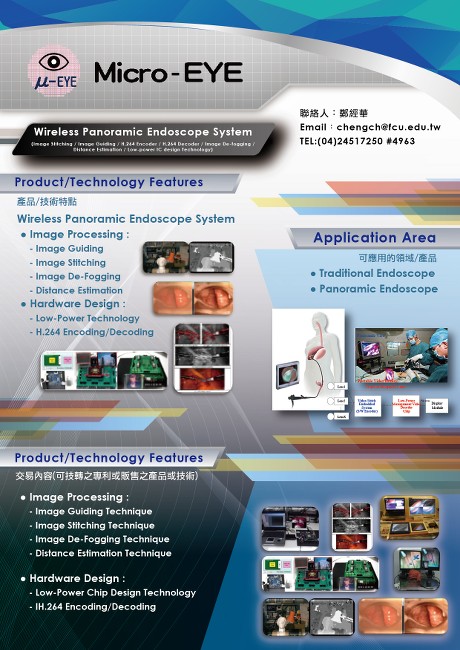 μ-EYE
Micro-EYE
聯絡人：鄭經華
Email：chengch@fcu.edu.tw
TEL:(04)24517250 #4963
Wireless Panoramic Endoscope System
(Image Stitching / Image Guiding / H.264 Encoder / H.264 Decoder / Image De-fogging /
Distance Estimation / Low power IC design Technology)
Product/Technology Features
產品/技術特點
Wireless Panoramic Endoscope System
● Image Processing :
- Image Guiding
- Image Stitching
- Image De-Fogging
- Distance Estimation
● Hardware Design :
- Low-Power Technology
- H.264 Encoding/Decoding
Application Area
可應用的領域/產品
● Traditional Endoscope
● Panoramic Endoscope
Product/Technology Features
交易內容(可技轉之專利或販售之產品或技術)
● Image Processing :
- Image Guiding Technique
- Image Stitching Technique
- Image De-Fogging Technique
- Distance Estimation Technique
● Hardware Design :
- Low-Power Chip Design Technology
- IH.264 Encoding/Decoding